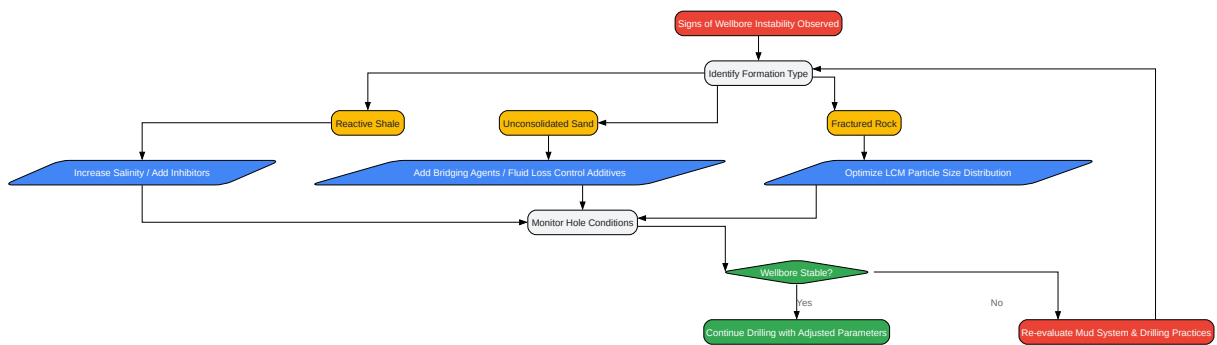 Signs of Wellbore Instability Observed
Identify Formation Type
Reactive Shale
Unconsolidated Sand
Fractured Rock
Increase Salinity / Add Inhibitors
Add Bridging Agents / Fluid Loss Control Additives
Optimize LCM Particle Size Distribution
Monitor Hole Conditions
Wellbore Stable?
Yes
No
Continue Drilling with Adjusted Parameters
Re-evaluate Mud System & Drilling Practices